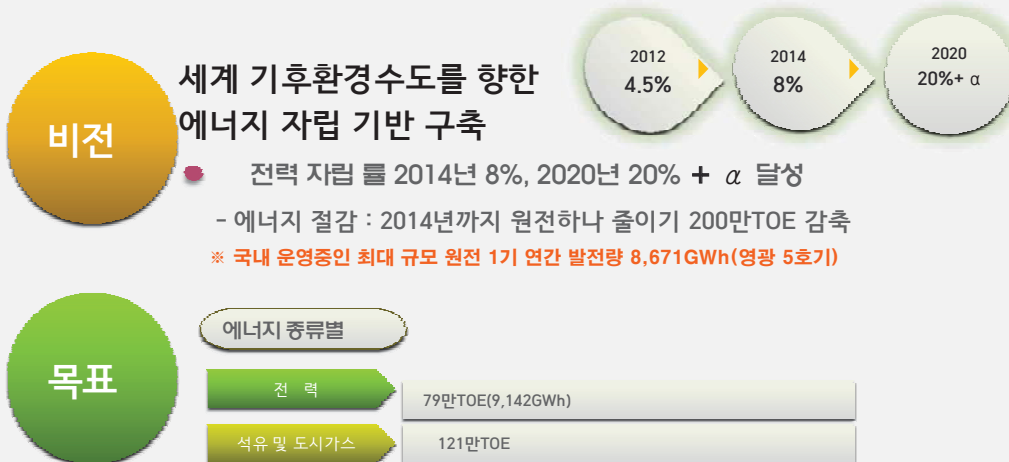 비전
세계 기후환경수도를 향한
에너지 자립 기반 구축
2012
4.5%
2014
8%
2020
20%+ α
전력 자립 률 2014년 8%, 2020년 20% + α 달성
- 에너지 절감 : 2014년까지 원전하나 줄이기 200만TOE 감축
※ 국내 운영중인 최대 규모 원전 1기 연간 발전량 8,671GWh(영광 5호기)
목표
에너지 종류별
전 력
79만TOE(9,142GWh)
석유 및 도시가스
121만TOE